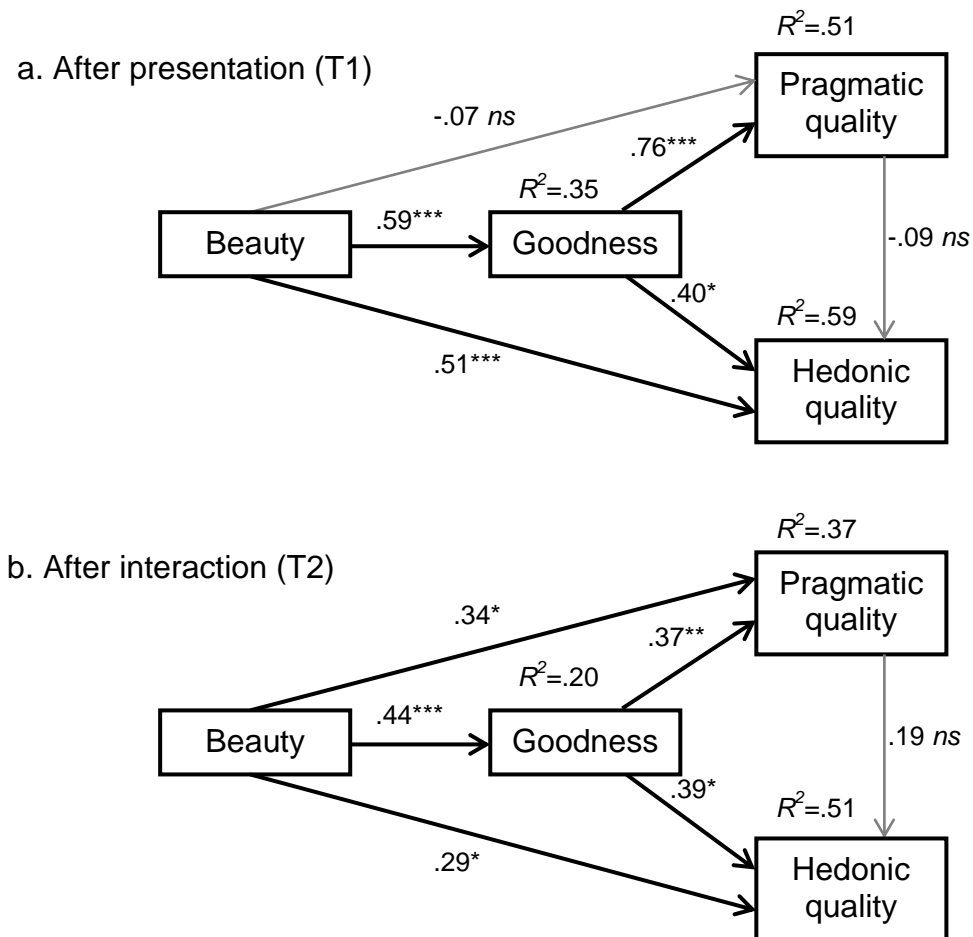 R²=.51
a. After presentation (T1)
Pragmatic
quality
-.07 ns
.76***
R²=.35
.59***
Beauty
Goodness
-.09 ns
.40*
R²=.59
.51***
Hedonic
quality
R²=.37
b. After interaction (T2)
Pragmatic
quality
.34*
.37**
R²=.20
.44***
Beauty
Goodness
.19 ns
.39*
R²=.51
.29*
Hedonic
quality